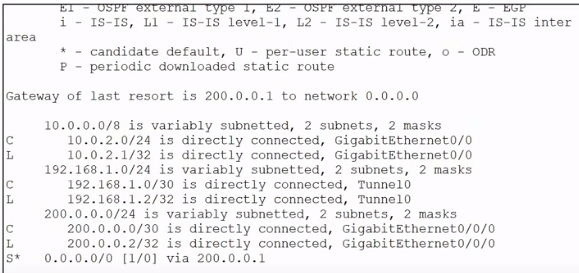 E1 - OSPF external type 1, E2 - OSPF external type 2, E - EGP
i - IS-IS, L1 - IS-IS level-1, L2 - IS-IS level-2, ia - IS-IS inter
area
* - candidate default, U - per-user static route, o - ODR
P - periodic downloaded static route
Gateway of last resort is 200.0.0.1 to network 0.0.0.0
10.0.0.0/8 is variably subnetted, 2 subnets, 2 masks
C 10.0.2.0/24 is directly connected, GigabitEthernet0/0
L 10.0.2.1/32 is directly connected, GigabitEthernet0/0
192.168.1.0/24 is variably subnetted, 2 subnets, 2 masks
C 192.168.1.0/30 is directly connected, Tunnel0
L 192.168.1.2/32 is directly connected, Tunnel0
200.0.0.0/24 is variably subnetted, 2 subnets, 2 masks
C 200.0.0.0/30 is directly connected, GigabitEthernet0/0/0
L 200.0.0.2/32 is directly connected, GigabitEthernet0/0/0
S* 0.0.0.0/0 [1/0] via 200.0.0.1